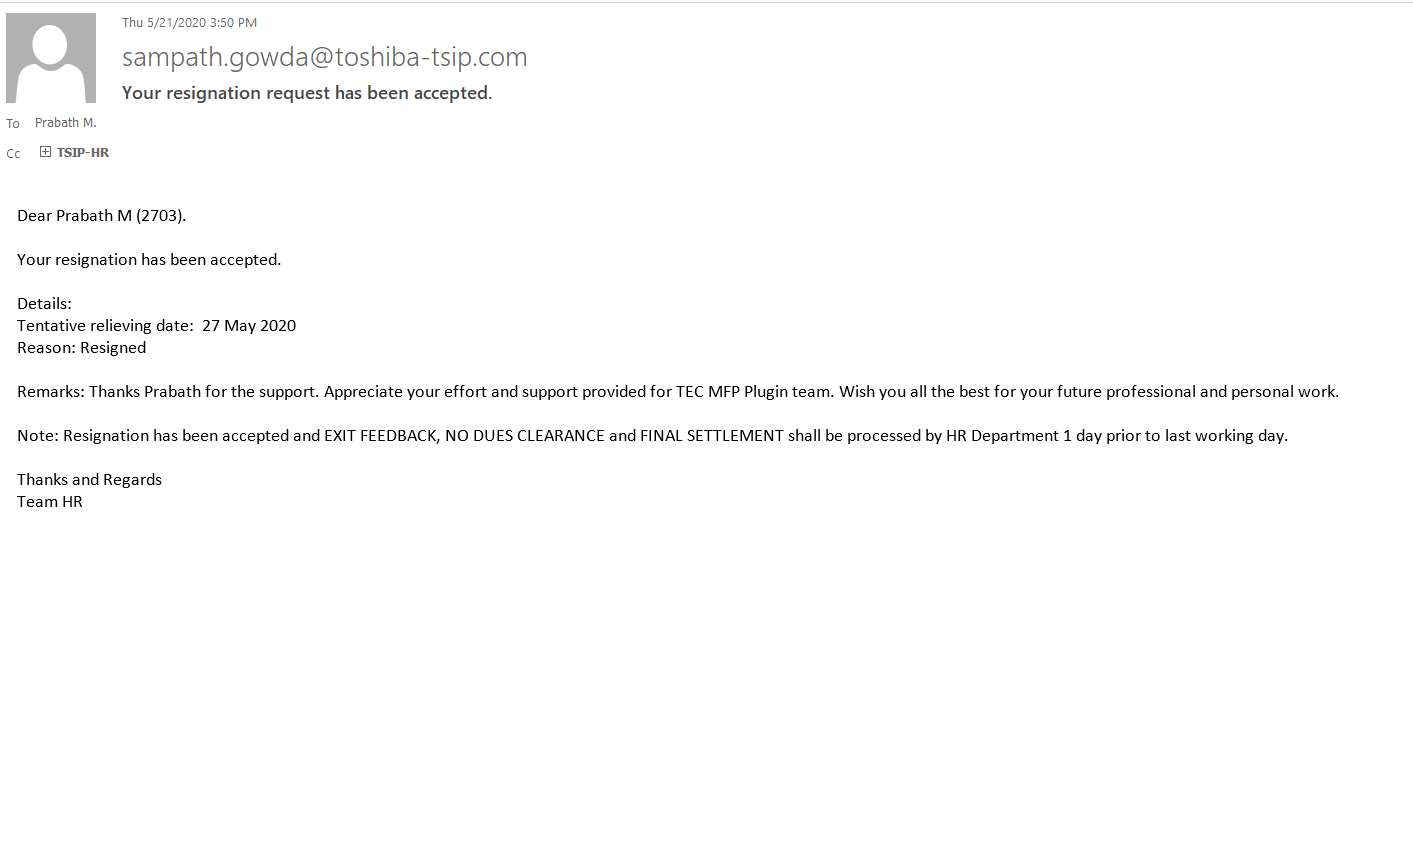 Thu 5/21/2020 3:50 PM
sampath.gowda@toshiba-tsip.com
Your resignation request has been accepted.
To Prabath M.
Cc TSIP-HR
Dear Prabath M (2703).
Your resignation has been accepted.
Details:
Tentative relieving date:  27 May 2020
Reason: Resigned
Remarks: Thanks Prabath for the support. Appreciate your effort and support provided for TEC MFP Plugin team. Wish you all the best for your future professional and personal work.
Note: Resignation has been accepted and EXIT FEEDBACK, NO DUES CLEARANCE and FINAL SETTLEMENT shall be processed by HR Department 1 day prior to last working day.
Thanks and Regards
Team HR